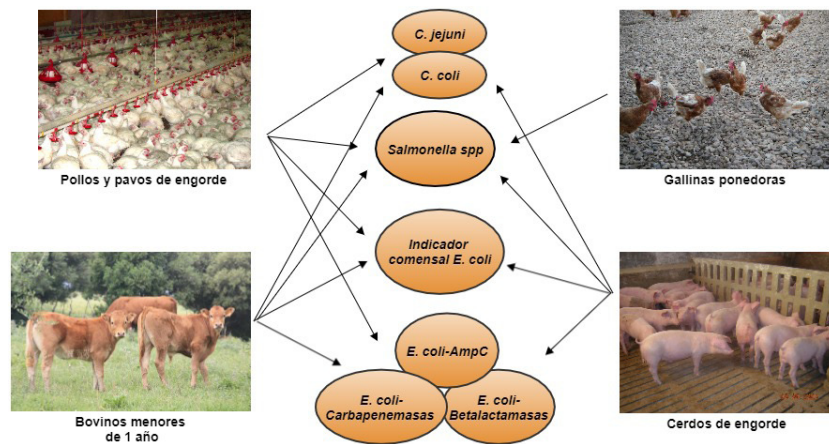 C. jejuni
C. coli
Salmonella spp
Pollos y pavos de engorde
Gallinas ponedoras
Indicador
comensal E. coli
E. coli-AmpC
E. coli-
Carbapenemasas
E. coli-
Betalactamasas
Bovinos menores
de 1 año
Cerdos de engorde